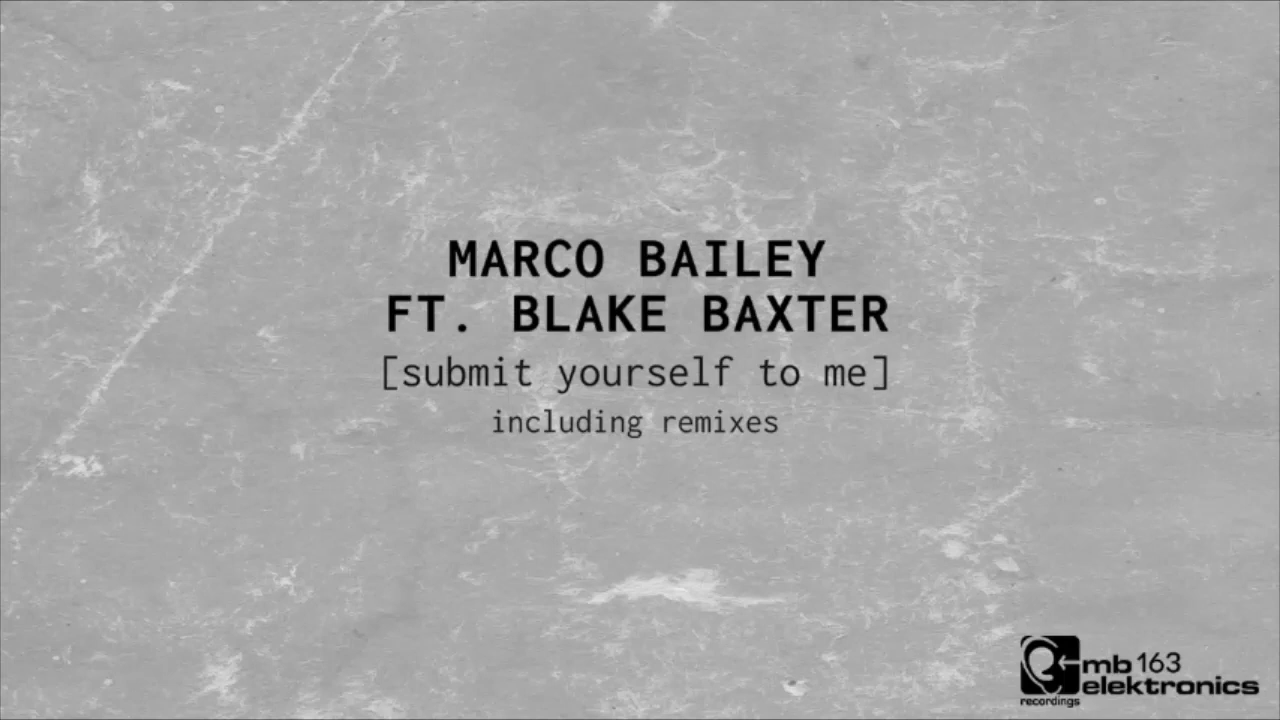 MARCO BAILEY
FT. BLAKE BAXTER
[submit yourself to me]
including remixes
mb 163
elektronics
recordings